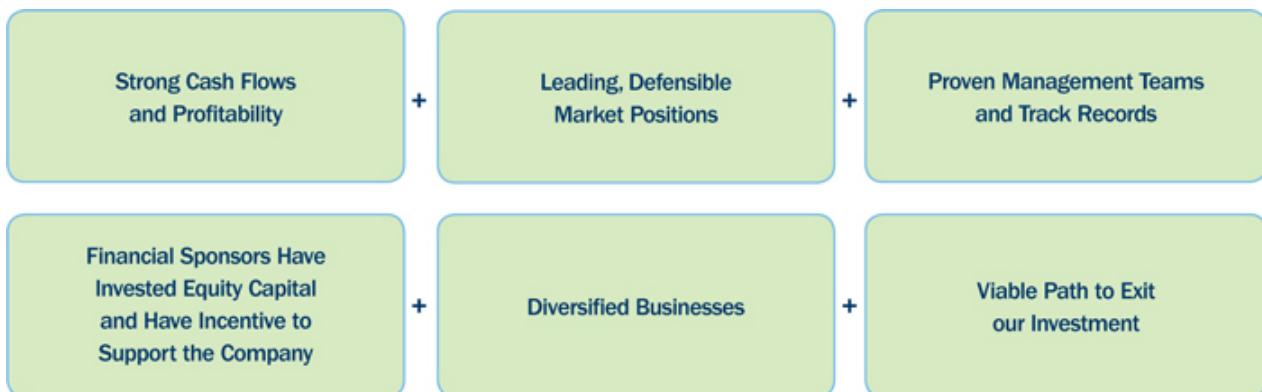 Strong Cash Flows
and Profitability
+
Leading, Defensible
Market Positions
+
Proven Management Teams
and Track Records
Financial Sponsors Have
Invested Equity Capital
and Have Incentive to
Support the Company
+
Diversified Businesses
+
Viable Path to Exit
our Investment